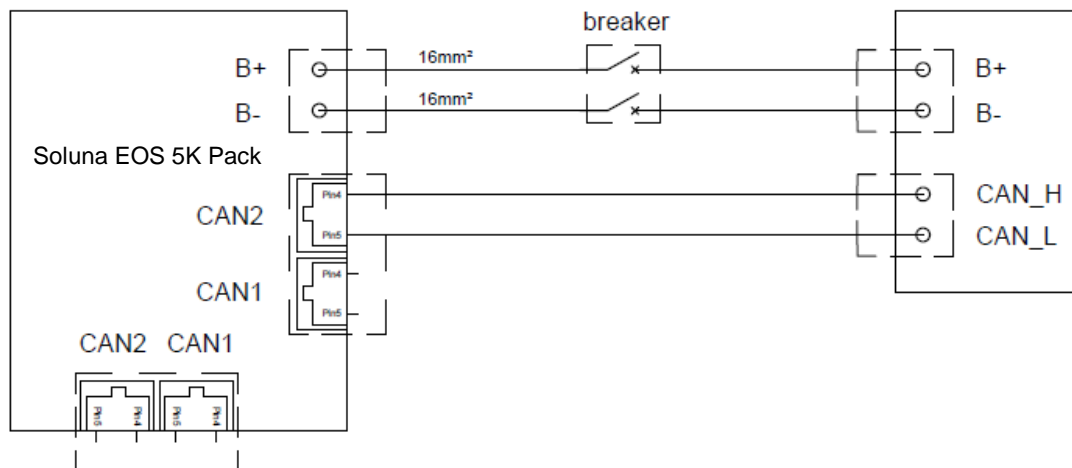 breaker
B+
16mm²
B+
B-
16mm²
B-
Soluna EOS 5K Pack
CAN2
Pin4
CAN_H
Pin5
CAN_L
CAN1
Pin4
Pin5
CAN2 CAN1
Pin5 Pin4 Pin5 Pin4